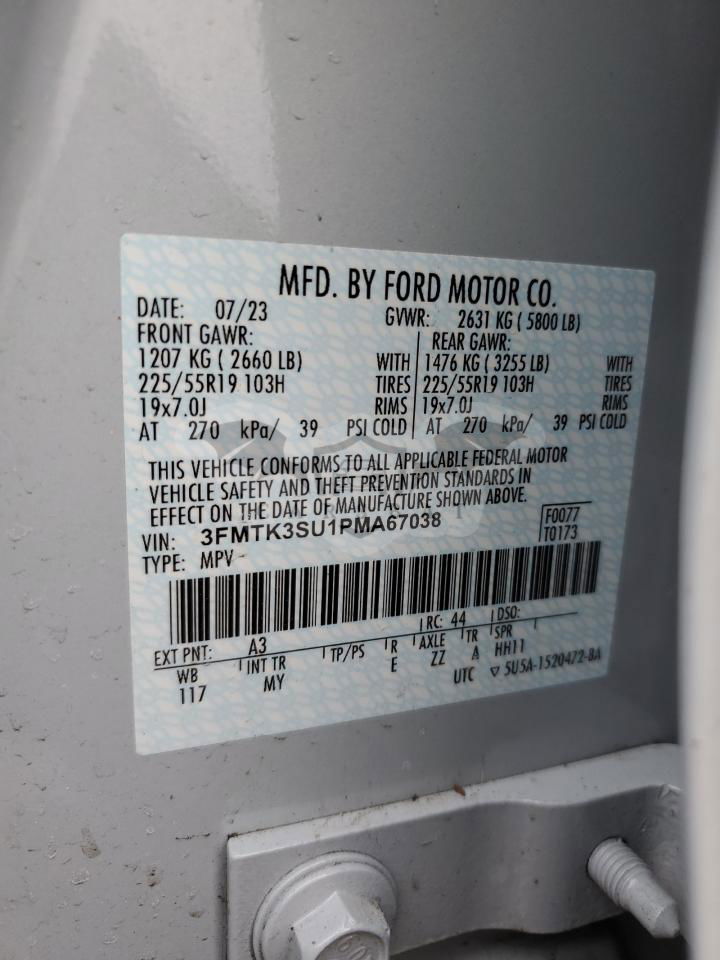 MFD. BY FORD MOTOR CO.
DATE: 07/23 GVWR: 2631 KG ( 5800 LB)
FRONT GAWR: REAR GAWR:
1207 KG ( 2660 LB) WITH 1476 KG ( 3255 LB) WITH
225/55R19 103H TIRES 225/55R19 103H TIRES
19x7.0J RIMS 19x7.0J RIMS
AT 270 kPa/ 39 PSI COLD AT 270 kPa/ 39 PSI COLD
THIS VEHICLE CONFORMS TO ALL APPLICABLE FEDERAL MOTOR
VEHICLE SAFETY AND THEFT PREVENTION STANDARDS IN
EFFECT ON THE DATE OF MANUFACTURE SHOWN ABOVE.
VIN: 3FMTK3SU1PMA67038 F0077
TYPE: MPV T0173
EXT PNT: A3 RC: 44 DSO:
WB INT TR TP/PS R AXLE TR SPR
117 MY E ZZ A HH11
UTC ▽ 5U5A-1520472-BA